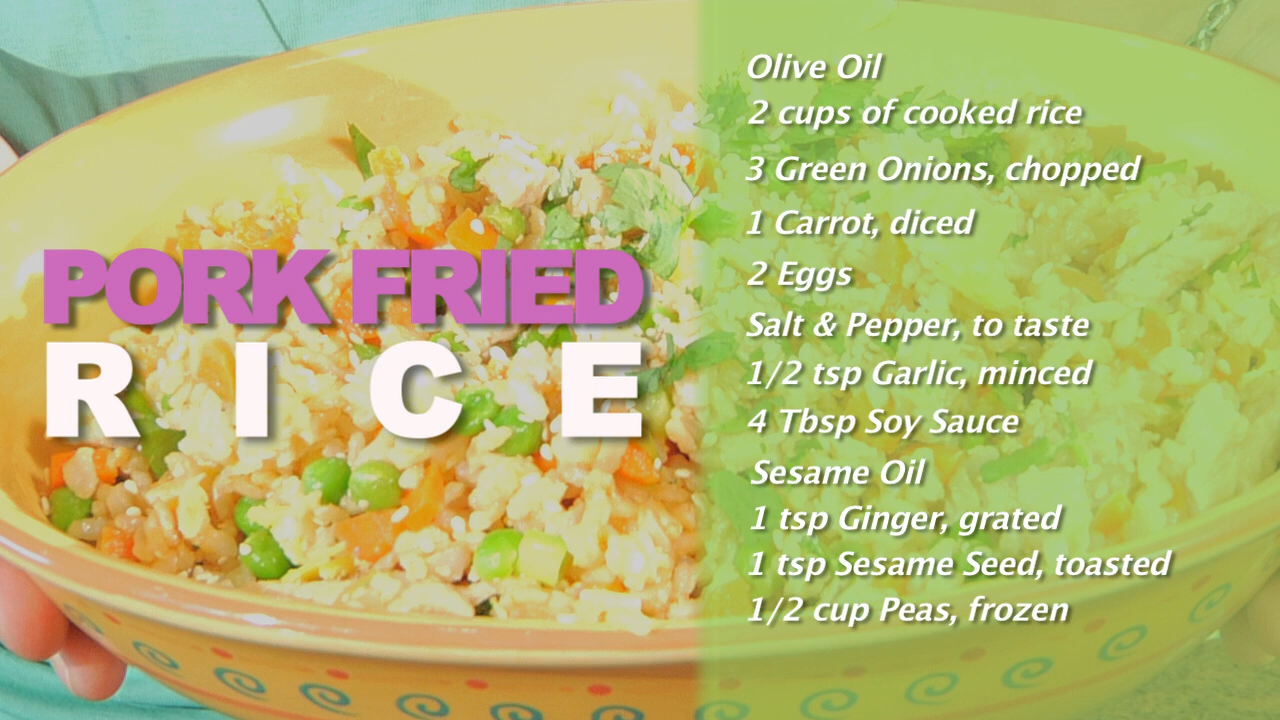 PORK FRIED
RICE
Olive Oil
2 cups of cooked rice
3 Green Onions, chopped
1 Carrot, diced
2 Eggs
Salt & Pepper, to taste
1/2 tsp Garlic, minced
4 Tbsp Soy Sauce
Sesame Oil
1 tsp Ginger, grated
1 tsp Sesame Seed, toasted
1/2 cup Peas, frozen